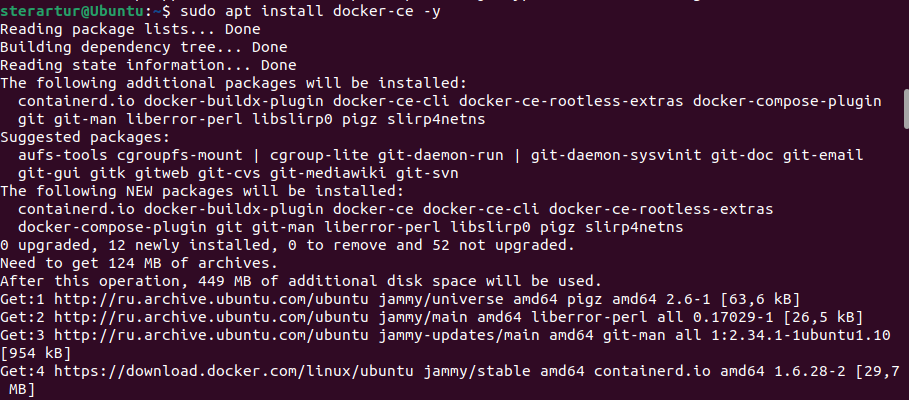 sterartur@Ubuntu:~$ sudo apt install docker-ce -y
Reading package lists... Done
Building dependency tree... Done
Reading state information... Done
The following additional packages will be installed:
  containerd.io docker-buildx-plugin docker-ce-cli docker-ce-rootless-extras docker-compose-plugin
  git git-man liberror-perl libslirp0 pigz slirp4netns
Suggested packages:
  aufs-tools cgroupfs-mount | cgroup-lite git-daemon-run | git-daemon-sysvinit git-doc git-email
  git-gui gitk gitweb git-cvs git-mediawiki git-svn
The following NEW packages will be installed:
  containerd.io docker-buildx-plugin docker-ce docker-ce-cli docker-ce-rootless-extras
  docker-compose-plugin git git-man liberror-perl libslirp0 pigz slirp4netns
0 upgraded, 12 newly installed, 0 to remove and 52 not upgraded.
Need to get 124 MB of archives.
After this operation, 449 MB of additional disk space will be used.
Get:1 http://ru.archive.ubuntu.com/ubuntu jammy/universe amd64 pigz amd64 2.6-1 [63,6 kB]
Get:2 http://ru.archive.ubuntu.com/ubuntu jammy/main amd64 liberror-perl all 0.17029-1 [26,5 kB]
Get:3 http://ru.archive.ubuntu.com/ubuntu jammy-updates/main amd64 git-man all 1:2.34.1-1ubuntu1.10
[954 kB]
Get:4 https://download.docker.com/linux/ubuntu jammy/stable amd64 containerd.io amd64 1.6.28-2 [29,7
 MB]